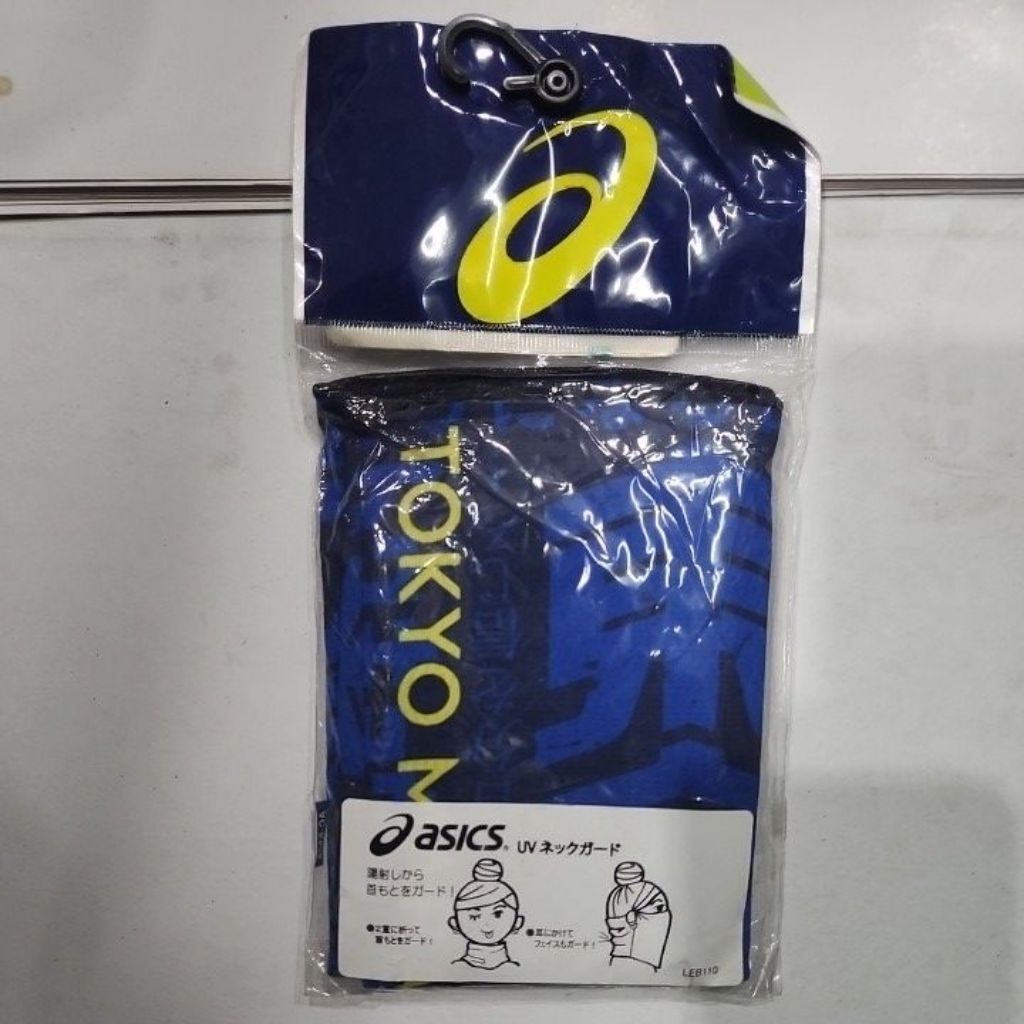 TOKYO M
asics UV ネックガード
陽射しから
首もとをガード!
●2重に折って
首もとをガード!
●耳にかけて
フェイスもガード!
LEB110